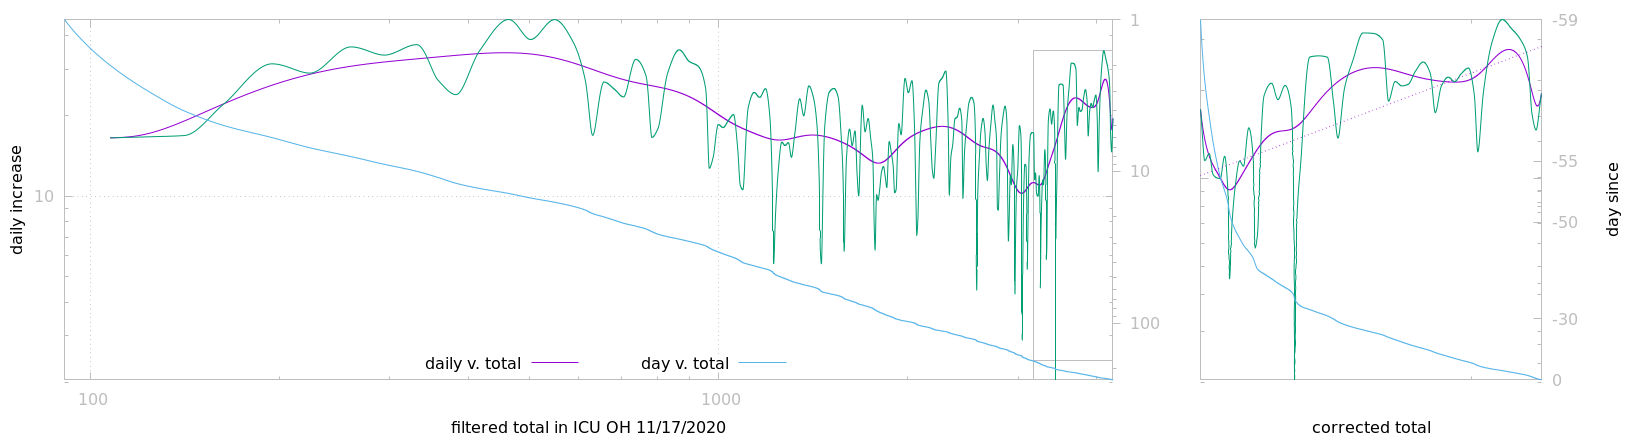 daily increase
10
100
1000
1
10
100
daily v. total
day v. total
filtered total in ICU OH 11/17/2020
-59
-55
-50
-30
0
day since
corrected total